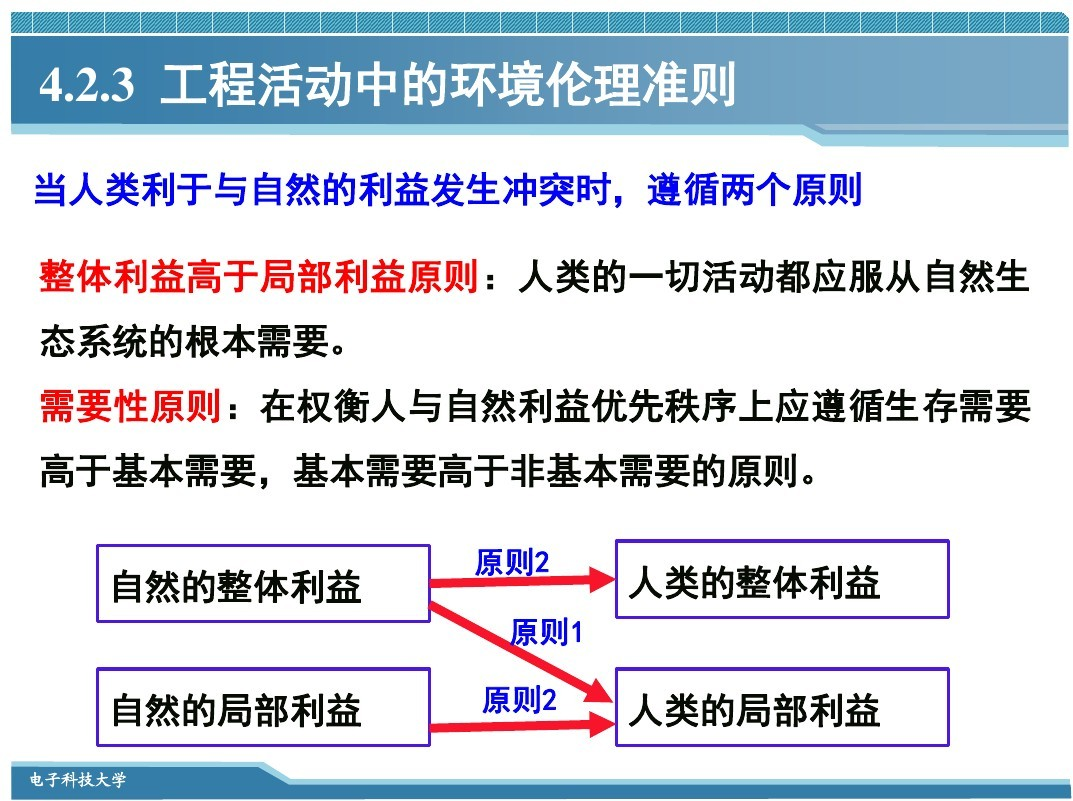 4.2.3 工程活动中的环境伦理准则
当人类利于与自然的利益发生冲突时，遵循两个原则
整体利益高于局部利益原则：人类的一切活动都应服从自然生
态系统的根本需要。
需要性原则：在权衡人与自然利益优先秩序上应遵循生存需要
高于基本需要，基本需要高于非基本需要的原则。
自然的整体利益
原则2
人类的整体利益
原则1
自然的局部利益
原则2
人类的局部利益
电子科技大学